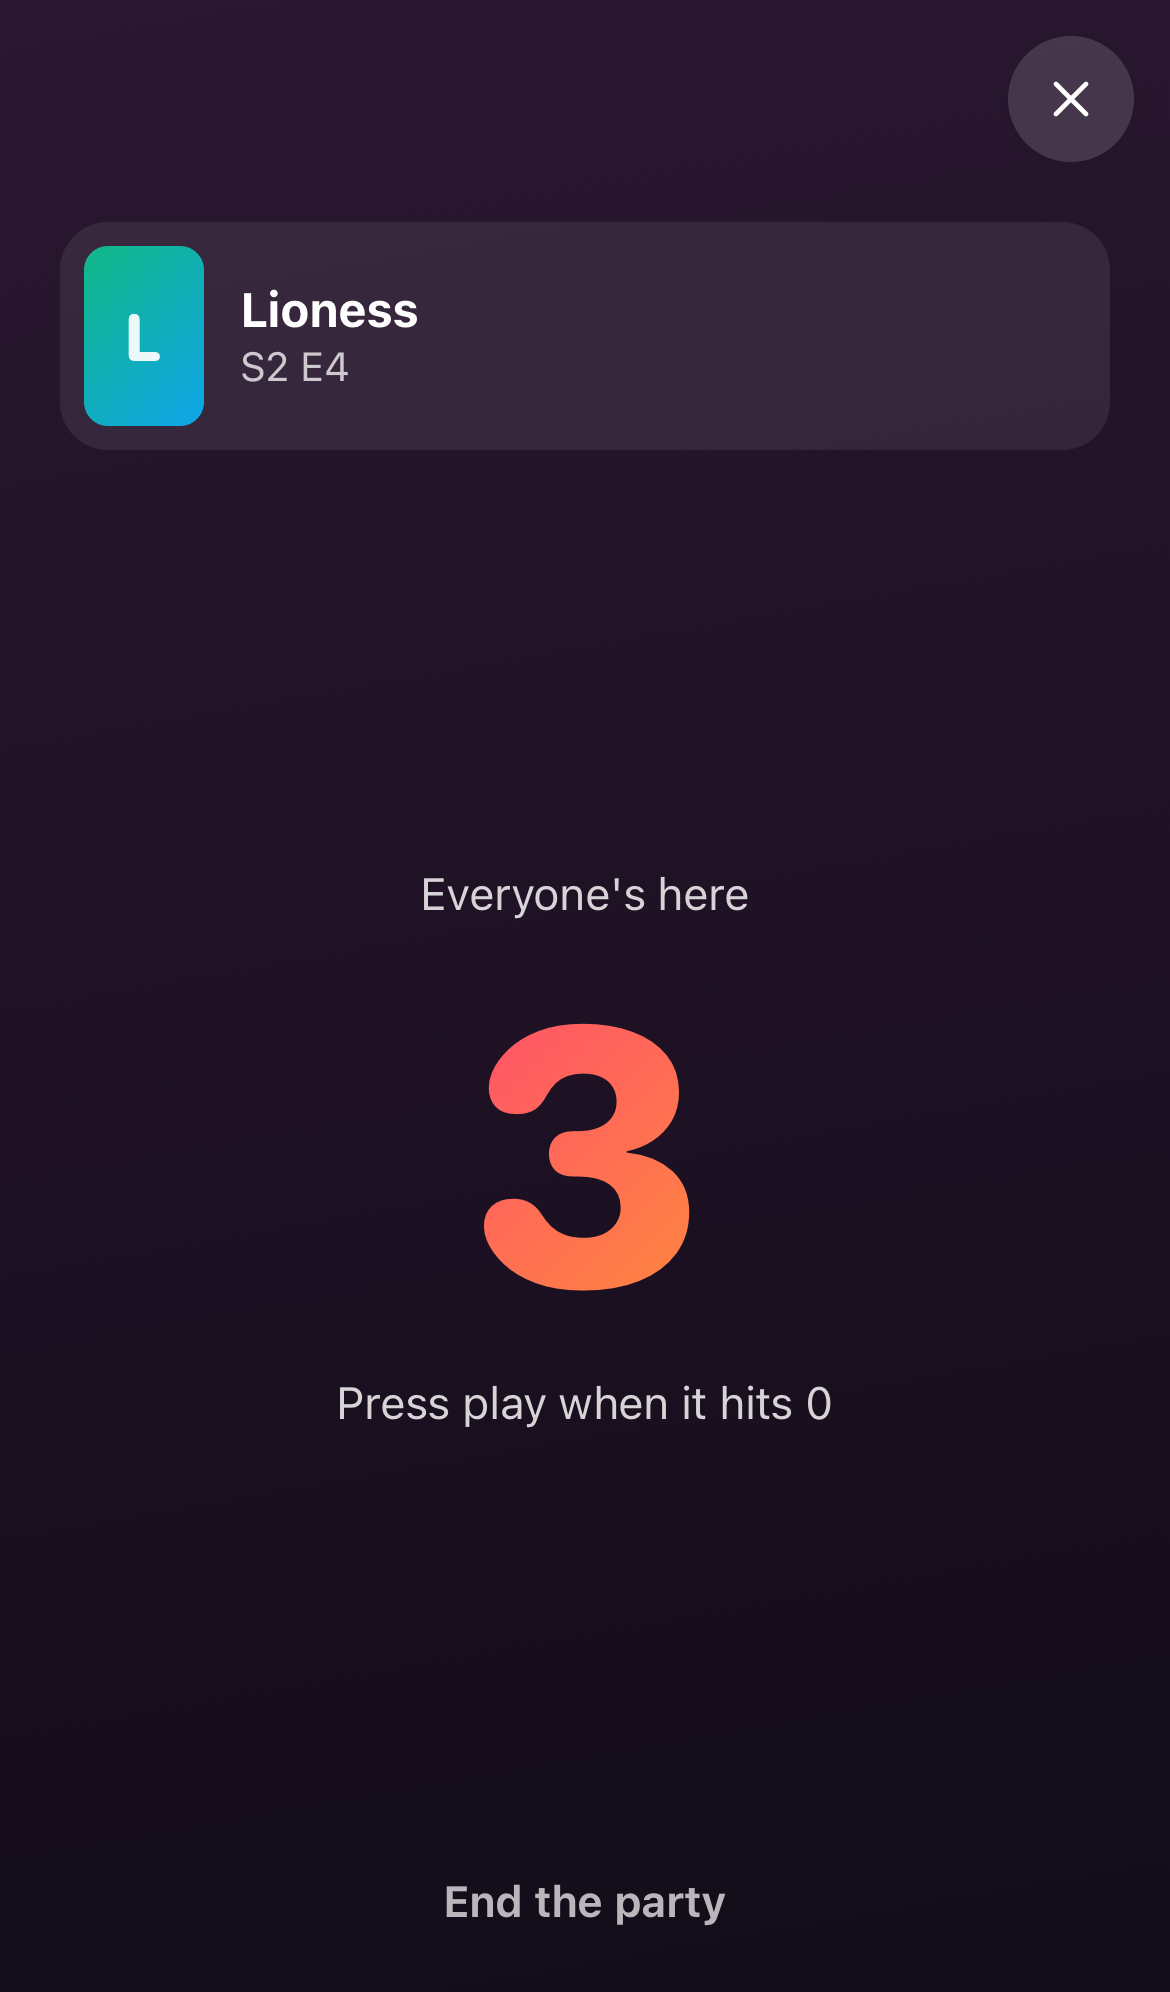 L
Lioness
S2 E4
Everyone's here
3
Press play when it hits 0
End the party